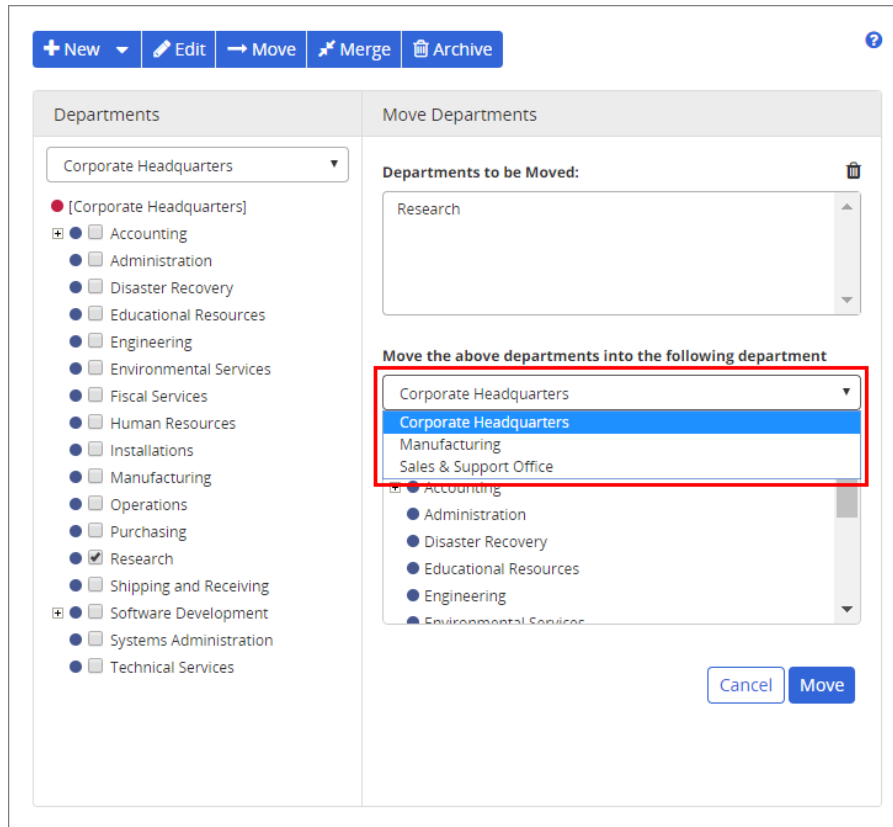 New Edit Move Merge Archive
Departments
Corporate Headquarters
[Corporate Headquarters]
Accounting
Administration
Disaster Recovery
Educational Resources
Engineering
Environmental Services
Fiscal Services
Human Resources
Installations
Manufacturing
Operations
Purchasing
Research
Shipping and Receiving
Software Development
Systems Administration
Technical Services
Move Departments
Departments to be Moved:
Research
Move the above departments into the following department
Corporate Headquarters
Corporate Headquarters
Manufacturing
Sales & Support Office
Accounting
Administration
Disaster Recovery
Educational Resources
Engineering
Environmental Services
Cancel Move